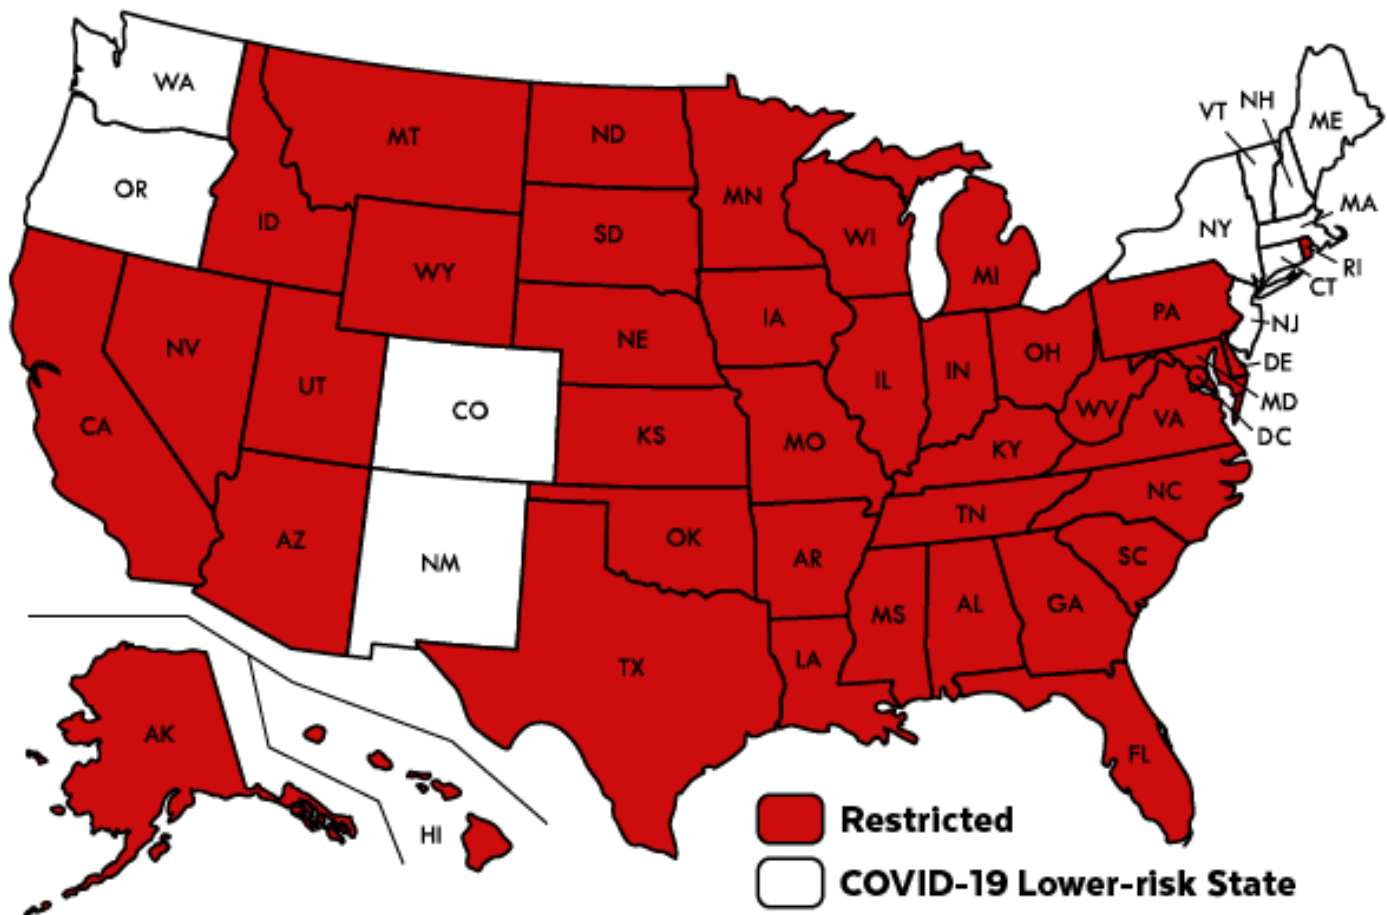 WA
MT
ND
MN
VT
NH
ME
OR
ID
SD
WI
MI
NY
MA
RI
CT
WY
NV
UT
CO
NE
IA
IL
IN
OH
PA
NJ
DE
MD
DC
CA
KS
MO
KY
WV
VA
AZ
NM
OK
AR
TN
NC
SC
TX
LA
MS
AL
GA
FL
AK
HI
Restricted
COVID-19 Lower-risk State